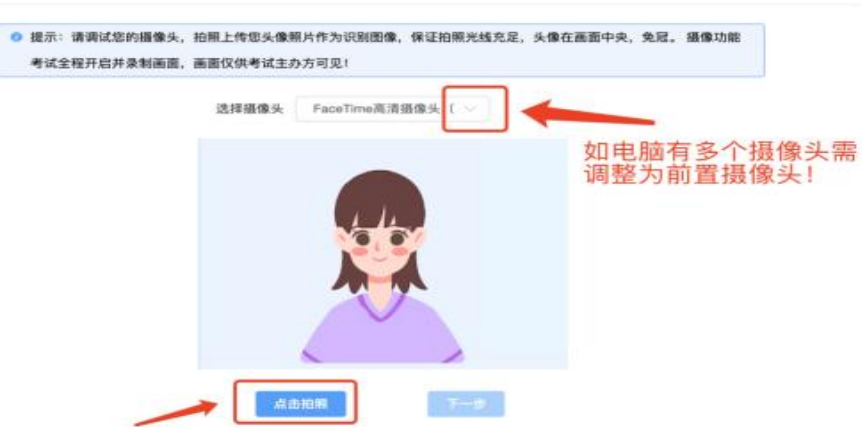 提示：请调试您的摄像头，拍照上传您头像照片作为识别图像，保证拍照光线充足，头像在画面中央，免冠。 摄像功能
考试全程开启并录制画面，画面仅供考试主办方可见！
选择摄像头 FaceTime高清摄像头（
如电脑有多个摄像头需
调整为前置摄像头！
点击拍照 下一步